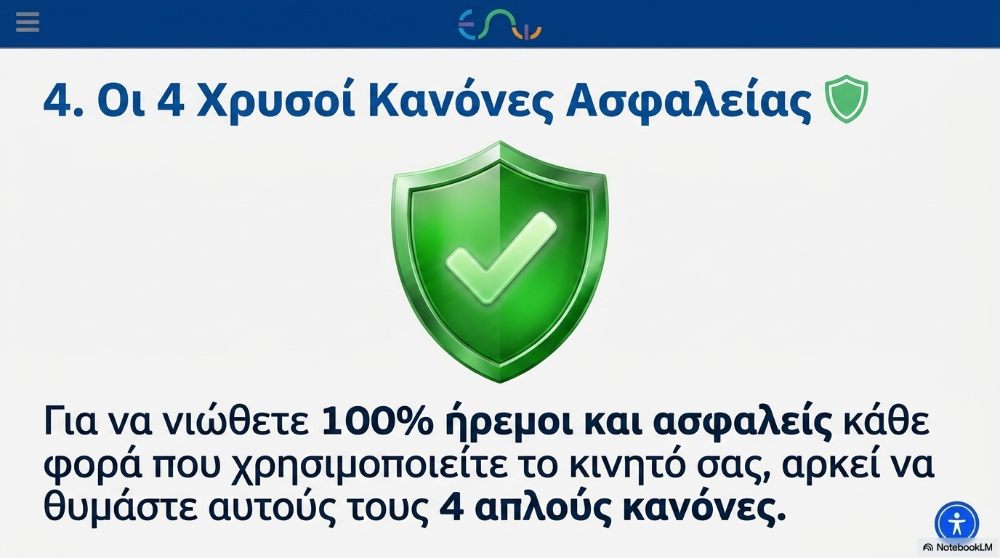 4. Οι 4 Χρυσοί Κανόνες Ασφαλείας
Για να νιώθετε 100% ήρεμοι και ασφαλείς κάθε
φορά που χρησιμοποιείτε το κινητό σας, αρκεί να
θυμάστε αυτούς τους 4 απλούς κανόνες.
NotebookLM